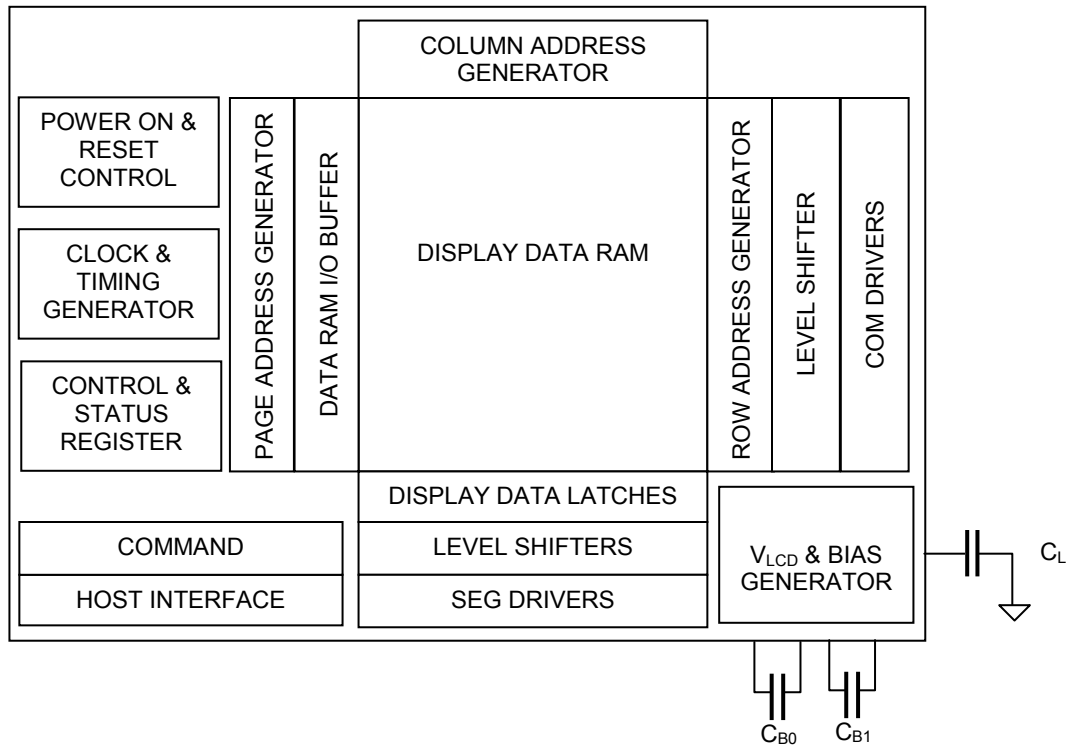 COLUMN ADDRESS
GENERATOR
POWER ON &
RESET
CONTROL
CLOCK &
TIMING
GENERATOR
CONTROL &
STATUS
REGISTER
PAGE ADDRESS GENERATOR
DATA RAM I/O BUFFER
DISPLAY DATA RAM
ROW ADDRESS GENERATOR
LEVEL SHIFTER
COM DRIVERS
DISPLAY DATA LATCHES
COMMAND
LEVEL SHIFTERS
HOST INTERFACE
SEG DRIVERS
VLCD & BIAS
GENERATOR
CL
CB0
CB1